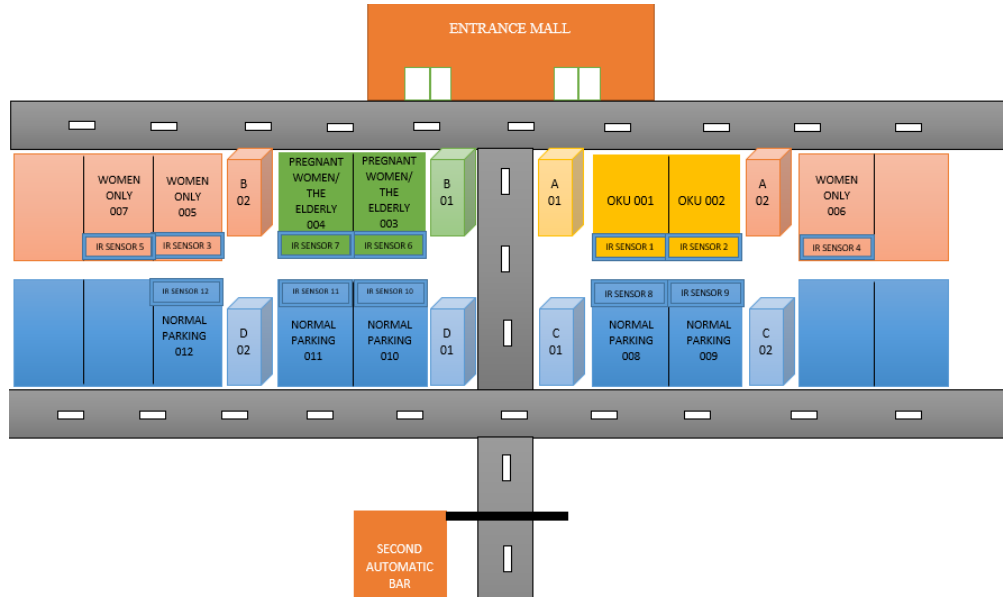 ENTRANCE MALL
WOMEN
ONLY
007
WOMEN
ONLY
005
B
02
PREGNANT
WOMEN/
THE
ELDERLY
004
PREGNANT
WOMEN/
THE
ELDERLY
003
B
01
A
01
OKU 001
OKU 002
A
02
WOMEN
ONLY
006
IR SENSOR 5
IR SENSOR 3
IR SENSOR 7
IR SENSOR 6
IR SENSOR 1
IR SENSOR 2
IR SENSOR 4
IR SENSOR 12
IR SENSOR 11
IR SENSOR 10
IR SENSOR 8
IR SENSOR 9
NORMAL
PARKING
012
D
02
NORMAL
PARKING
011
NORMAL
PARKING
010
D
01
C
01
NORMAL
PARKING
008
NORMAL
PARKING
009
C
02
SECOND
AUTOMATIC
BAR